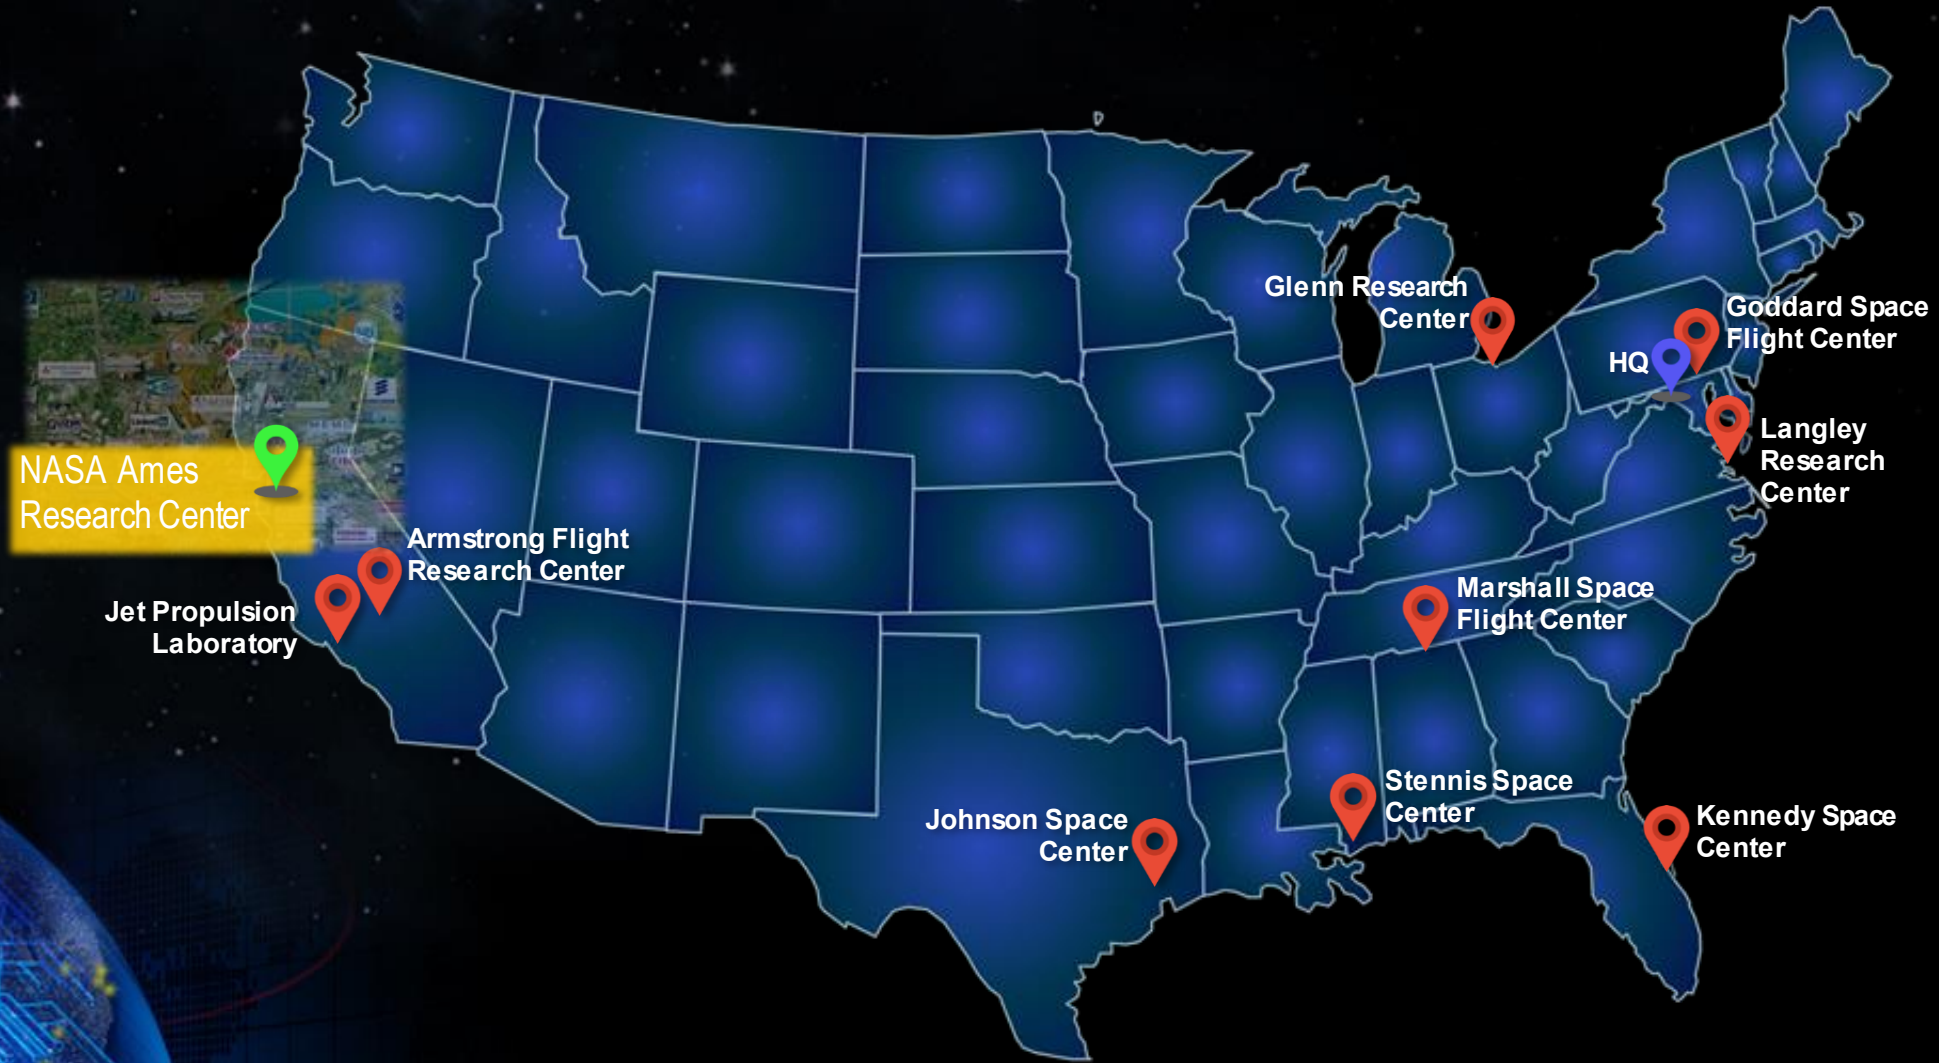 Glenn Research
Center
Goddard Space
Flight Center
HQ
Langley
Research
Center
NASA Ames
Research Center
Armstrong Flight
Research Center
Jet Propulsion
Laboratory
Marshall Space
Flight Center
Stennis Space
Center
Johnson Space
Center
Kennedy Space
Center